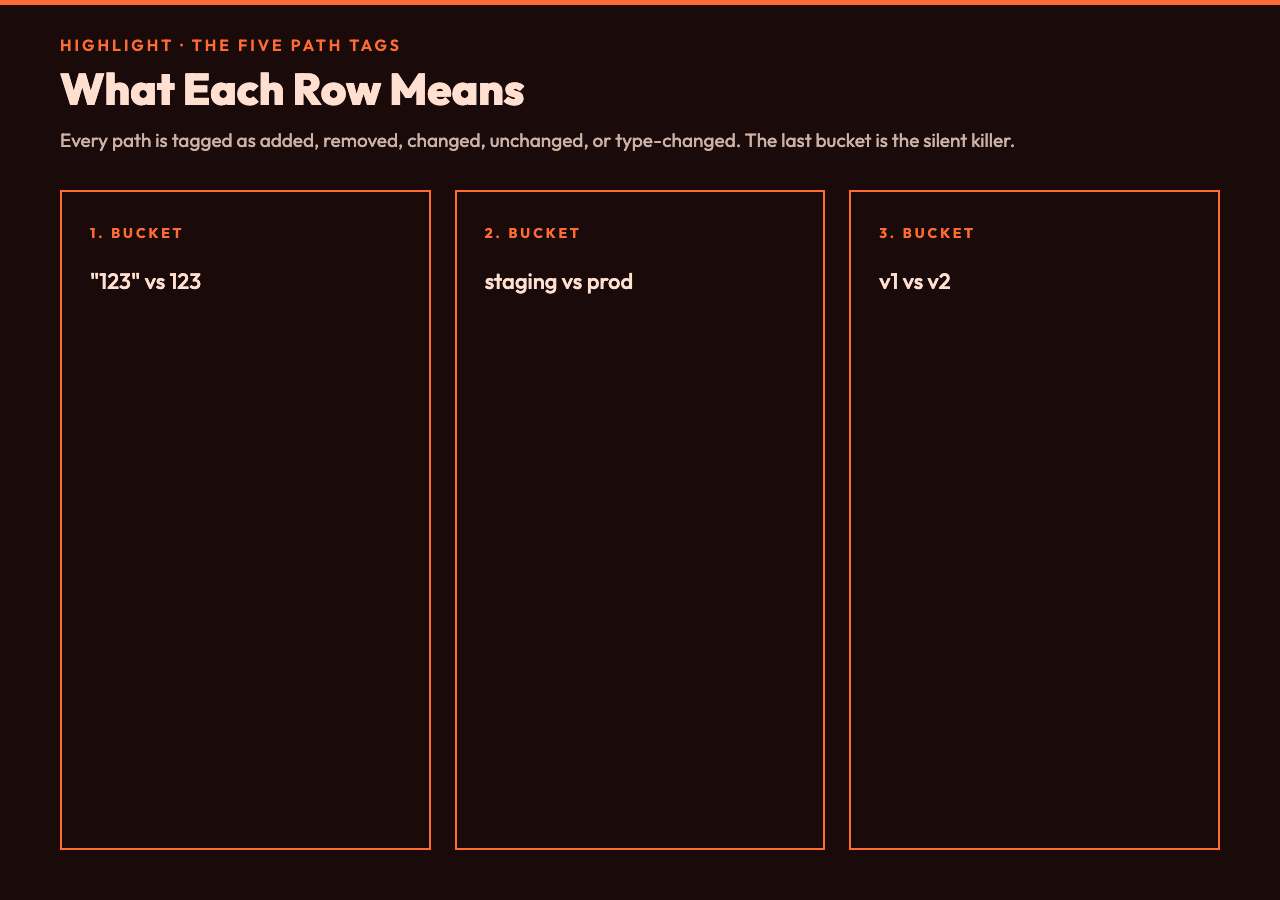 HIGHLIGHT · THE FIVE PATH TAGS
What Each Row Means
Every path is tagged as added, removed, changed, unchanged, or type-changed. The last bucket is the silent killer.
1. BUCKET
"123" vs 123
2. BUCKET
staging vs prod
3. BUCKET
v1 vs v2